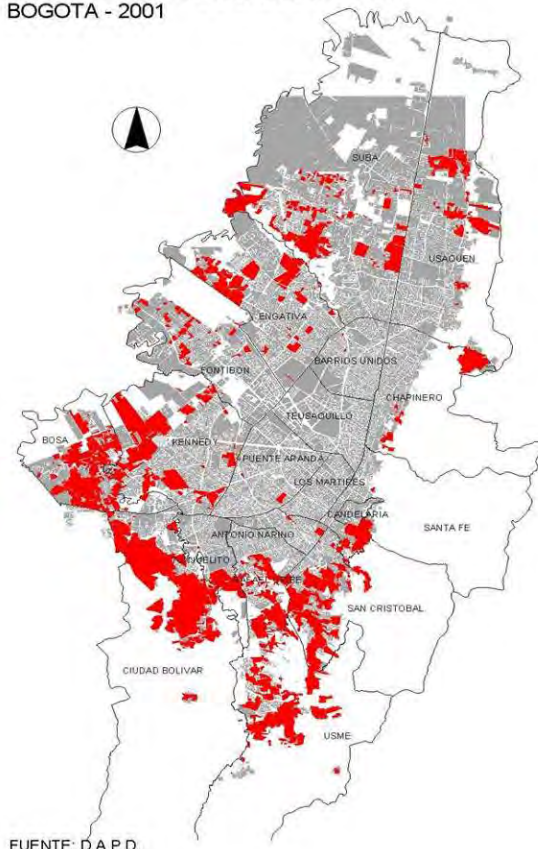 BOGOTA - 2001
SUBA
USAQUEN
ENGATIVA
BARRIOS UNIDOS
FONTIBON
CHAPINERO
TEUSAQUILLO
BOSA
KENNEDY
PUENTE ARANDA
LOS MARTIRES
CANDELARIA
SANTA FE
ANTONIO NARIÑO
SAN CRISTOBAL
CIUDAD BOLIVAR
USME
FUENTE: D.A.P.D.